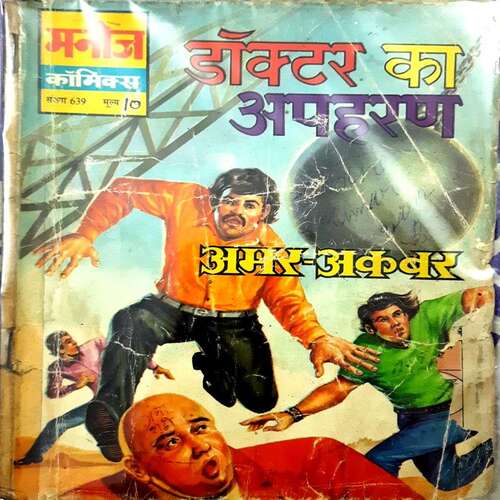 मनोज
कॉमिक्स
संख्या 639 मूल्य 10
डॉक्टर का
अपहरण
अमर-अकबर